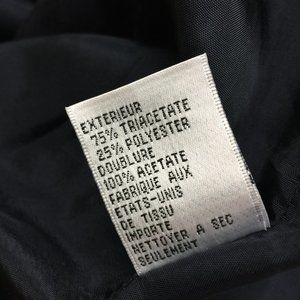 EXTERIEUR
75% TRIACETATE
25% POLYESTER
DOUBLURE
100% ACETATE
FABRIQUE AUX
ETATS-UNIS
DE TISSU
IMPORTE
NETTOYER A SEC
SEULEMENT